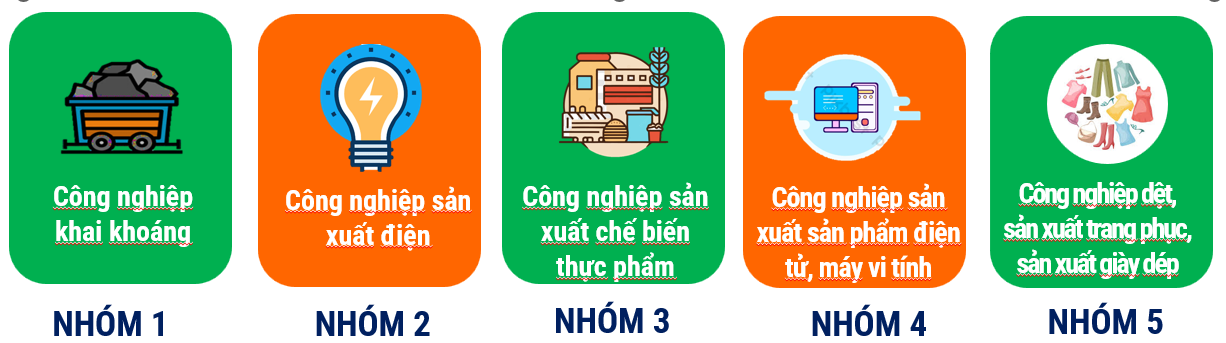 Công nghiệp
khai khoáng
Công nghiệp sản
xuất điện
Công nghiệp sản
xuất chế biến
thực phẩm
Công nghiệp sản
xuất sản phẩm điện
tử, máy vi tính
Công nghiệp dệt,
sản xuất trang phục,
sản xuất giày dép
NHÓM 1
NHÓM 2
NHÓM 3
NHÓM 4
NHÓM 5